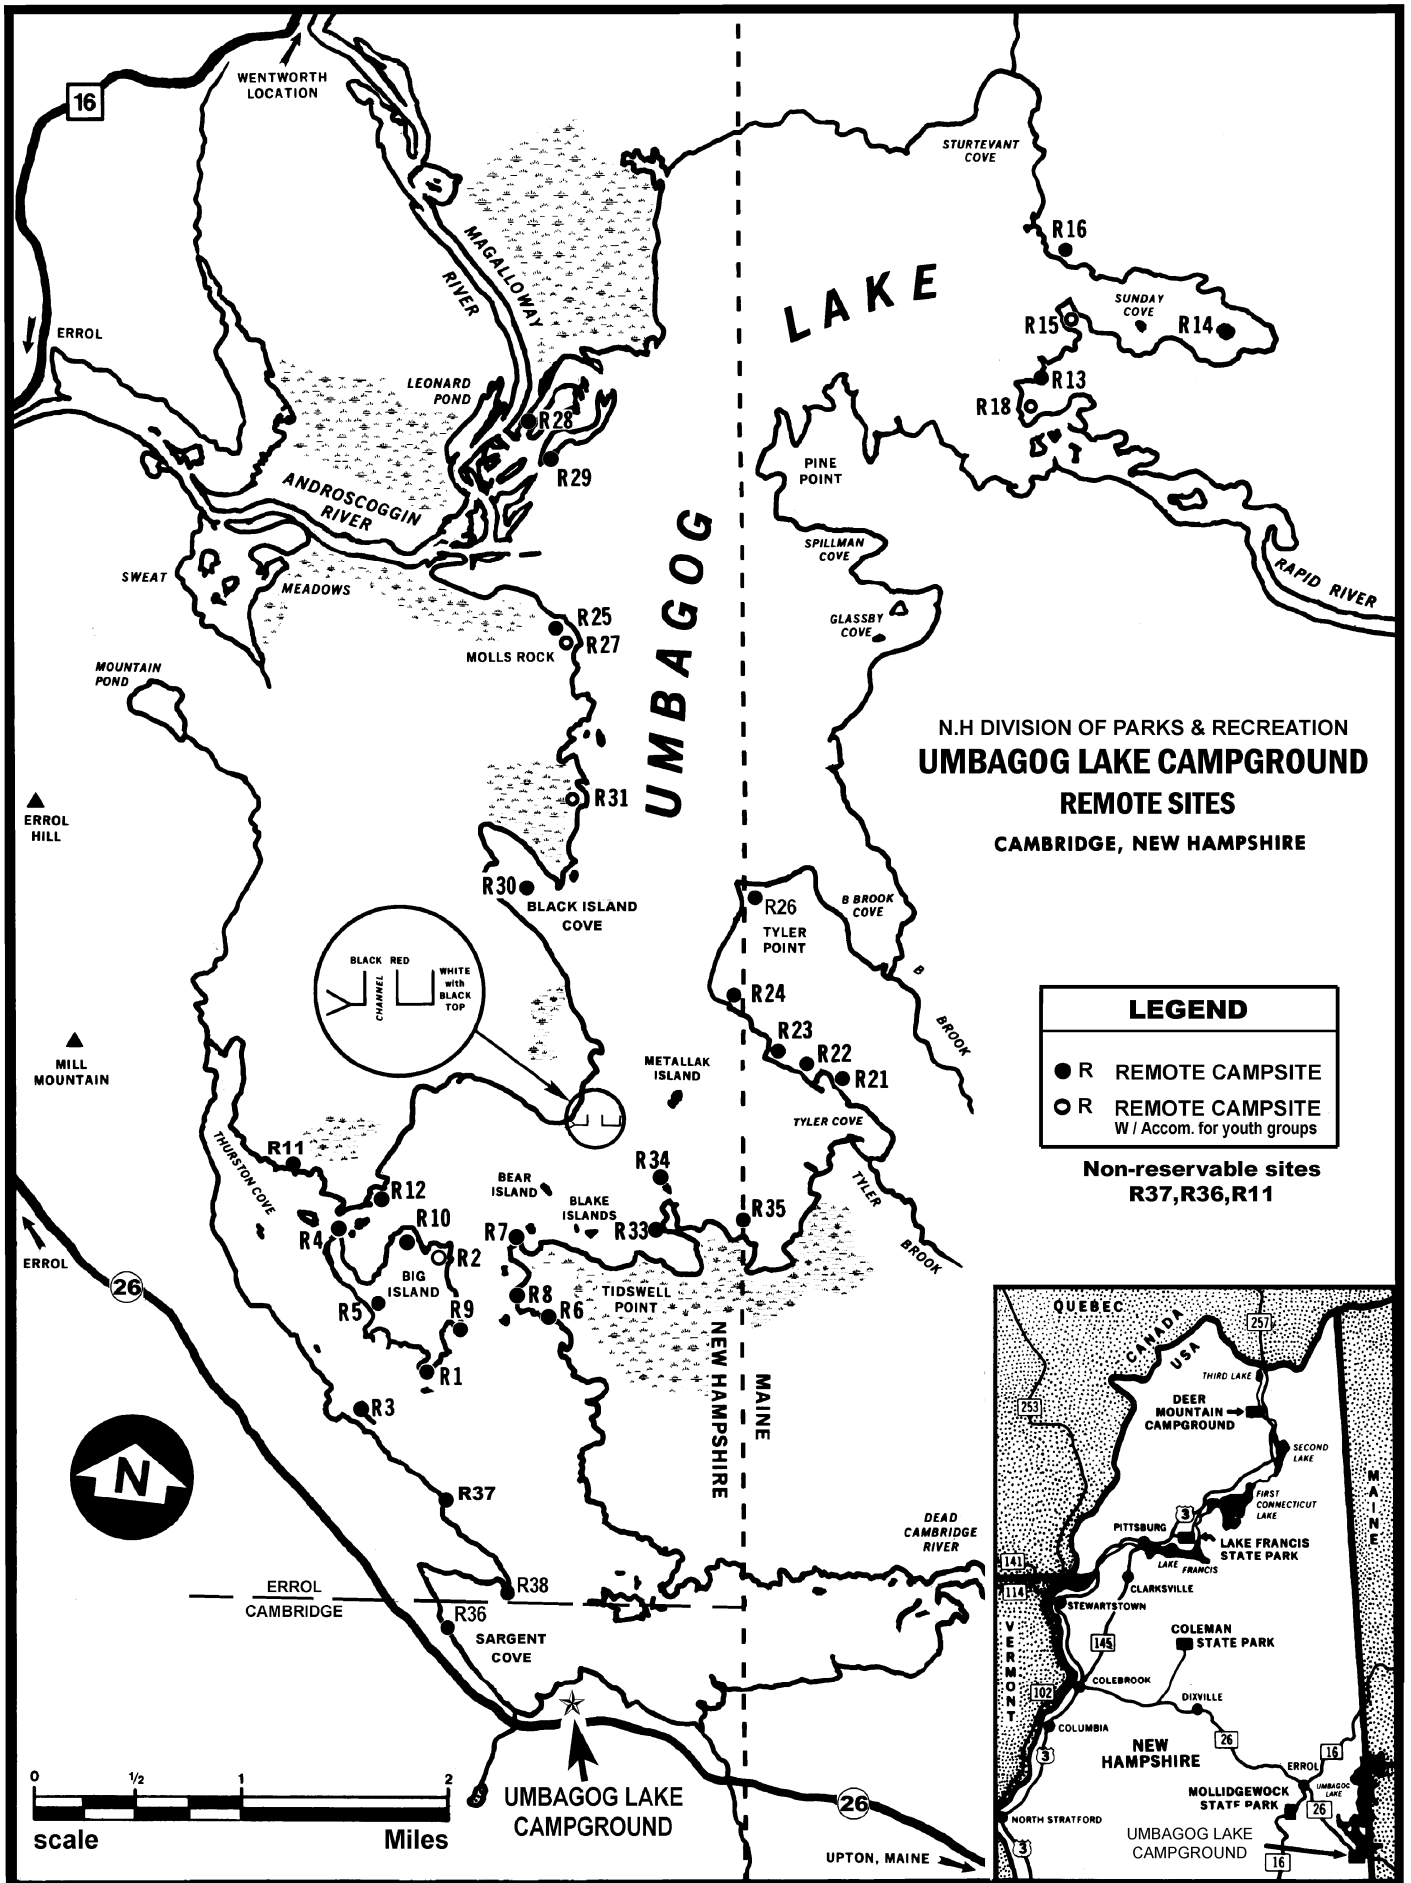 WENTWORTH
LOCATION
16
STURTEVANT
COVE
R16
MAGALLOWAY
RIVER
LAKE
SUNDAY
COVE
R15
R14
ERROL
LEONARD
POND
R13
R18
R28
R29
PINE
POINT
ANDROSCOGGIN
RIVER
SPILLMAN
COVE
SWEAT
MEADOWS
RAPID RIVER
UMBAGOG
GLASSBY
COVE
R25
R27
MOLLS ROCK
MOUNTAIN
POND
N.H DIVISION OF PARKS & RECREATION
UMBAGOG LAKE CAMPGROUND
REMOTE SITES
CAMBRIDGE, NEW HAMPSHIRE
ERROL
HILL
R31
R30
BLACK ISLAND
COVE
R26
TYLER
POINT
B BROOK
COVE
B
BROOK
BLACK
RED
CHANNEL
WHITE
with
BLACK
TOP
R24
R23
R22
R21
LEGEND
R REMOTE CAMPSITE
R REMOTE CAMPSITE
W / Accom. for youth groups
Non-reservable sites
R37,R36,R11
MILL
MOUNTAIN
METALLAK
ISLAND
TYLER COVE
THURSTON COVE
R11
R12
R34
BEAR
ISLAND
BLAKE
ISLANDS
R35
TYLER
BROOK
R4
R10
R2
R7
R33
BIG
ISLAND
TIDSWELL
POINT
ERROL
26
R5
R9
R8
R6
NEW HAMPSHIRE
MAINE
R1
R3
N
R37
DEAD
CAMBRIDGE
RIVER
ERROL
CAMBRIDGE
R38
R36
SARGENT
COVE
0
1/2
1
2
scale
Miles
UMBAGOG LAKE
CAMPGROUND
26
UPTON, MAINE
QUEBEC
CANADA
USA
257
253
THIRD LAKE
DEER
MOUNTAIN
CAMPGROUND
SECOND
LAKE
FIRST
CONNECTICUT
LAKE
MAINE
3
PITTSBURG
LAKE FRANCIS
STATE PARK
LAKE FRANCIS
141
114
CLARKSVILLE
STEWARTSTOWN
VERMONT
145
COLEMAN
STATE PARK
102
COLEBROOK
DIXVILLE
COLUMBIA
3
26
NEW
HAMPSHIRE
16
ERROL
UMBAGOG
LAKE
MOLLIDGEWOCK
STATE PARK
26
NORTH STRATFORD
3
UMBAGOG LAKE
CAMPGROUND
16